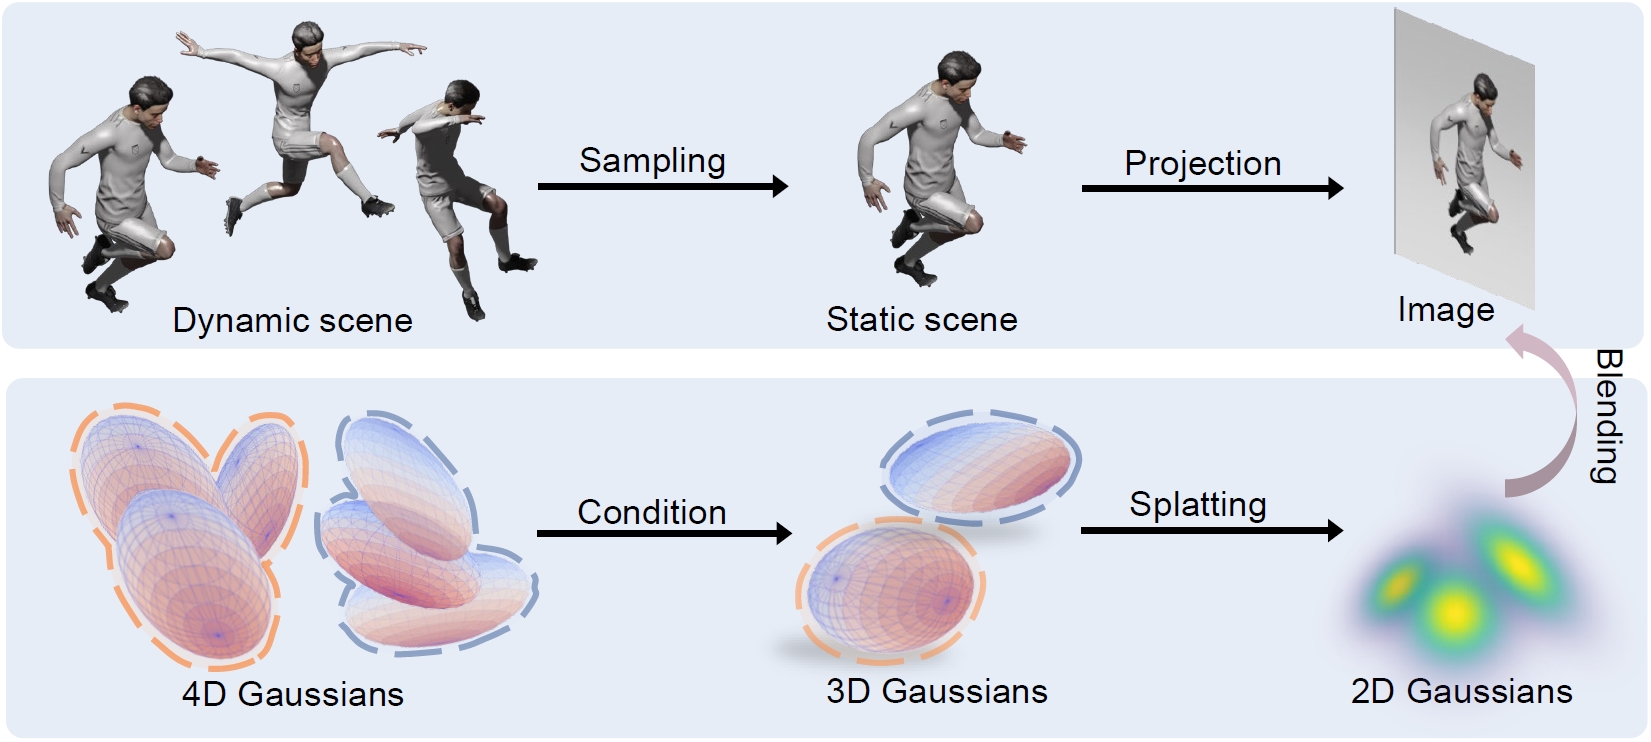 Sampling
Projection
Dynamic scene
Static scene
Image
Blending
Condition
Splatting
4D Gaussians
3D Gaussians
2D Gaussians